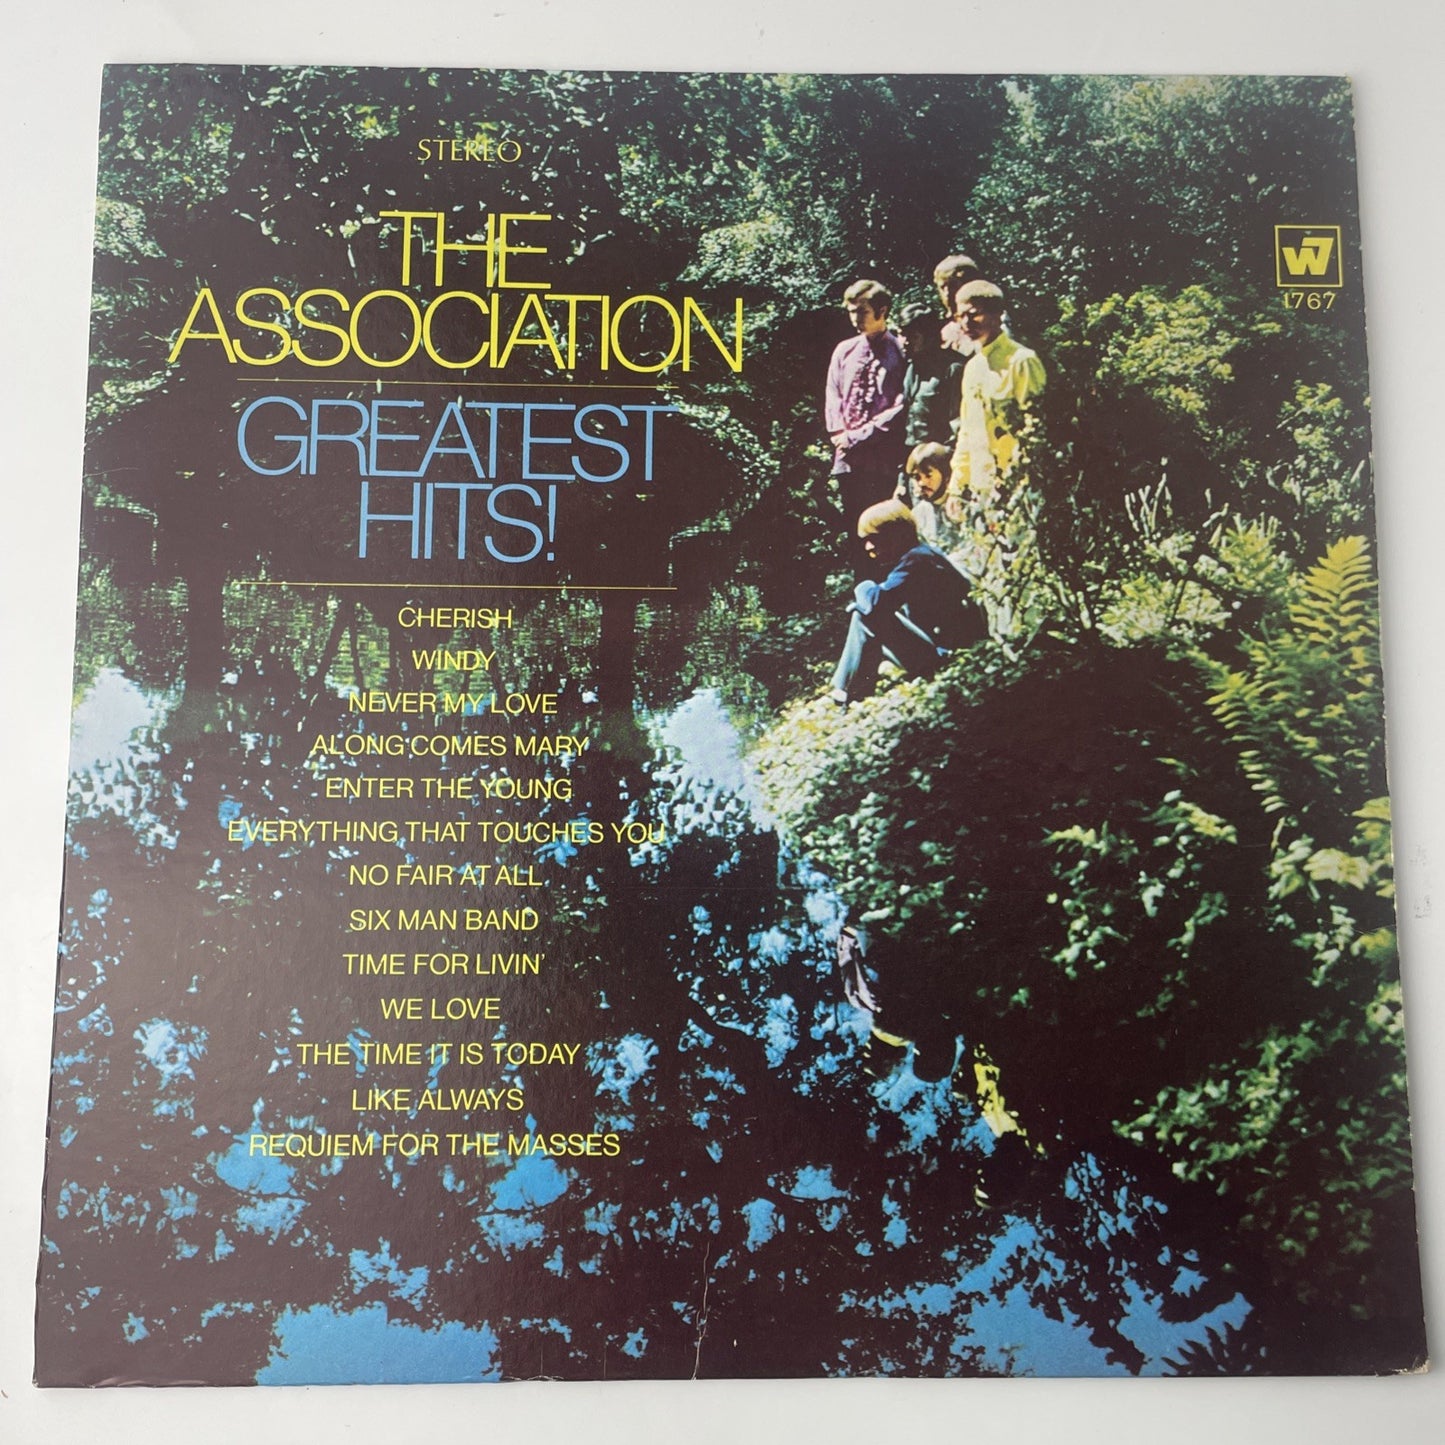 STEREO
THE
ASSOCIATION
GREATEST
HITS!
W7
1767
CHERISH
WINDY
NEVER MY LOVE
ALONG COMES MARY
ENTER THE YOUNG
EVERYTHING THAT TOUCHES YOU
NO FAIR AT ALL
SIX MAN BAND
TIME FOR LIVIN'
WE LOVE
THE TIME IT IS TODAY
LIKE ALWAYS
REQUIEM FOR THE MASSES